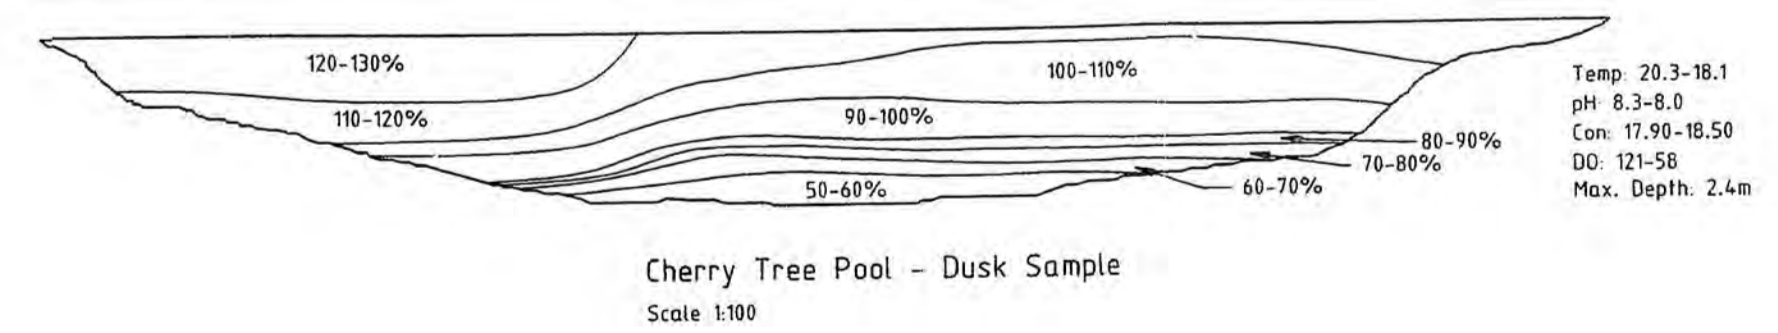 120-130%
100-110%
110-120%
90-100%
80-90%
70-80%
60-70%
50-60%
Temp: 20.3-18.1
pH: 8.3-8.0
Con: 17.90-18.50
DO: 121-58
Max. Depth: 2.4m
Cherry Tree Pool - Dusk Sample
Scale 1:100